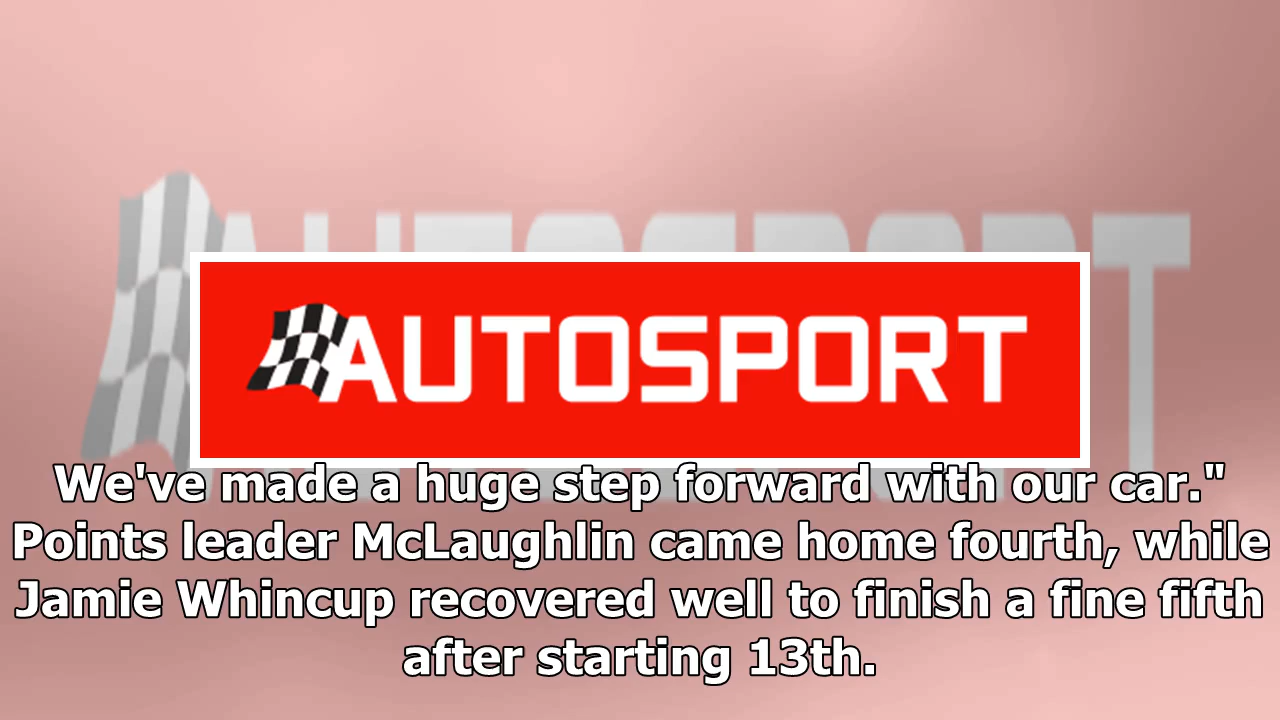 AUTOSPORT
AUTOSPORT
We've made a huge step forward with our car."
Points leader McLaughlin came home fourth, while
Jamie Whincup recovered well to finish a fine fifth
after starting 13th.